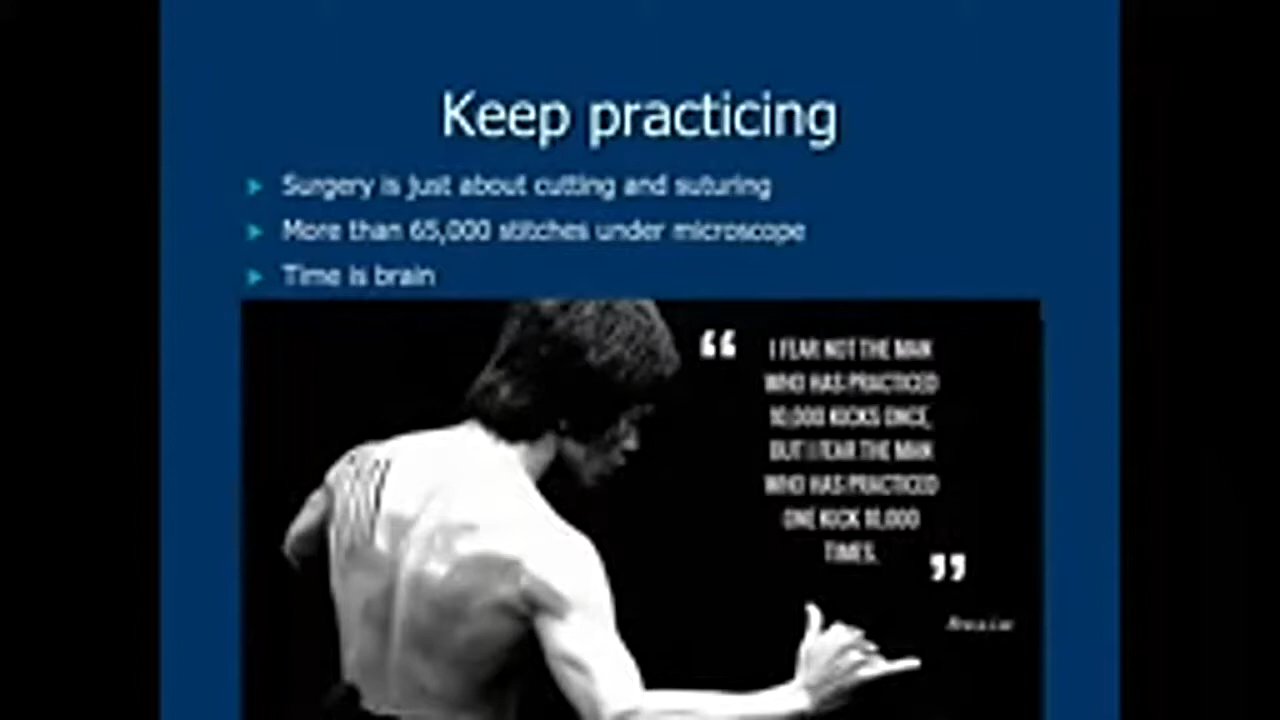 Keep practicing
Surgery is just about cutting and suturing
More than 65,000 stitches under microscope
Time is brain
“ I FEAR NOT THE MAN
WHO HAS PRACTICED
10,000 KICKS ONCE,
BUT I FEAR THE MAN
WHO HAS PRACTICED
ONE KICK 10,000
TIMES. ”